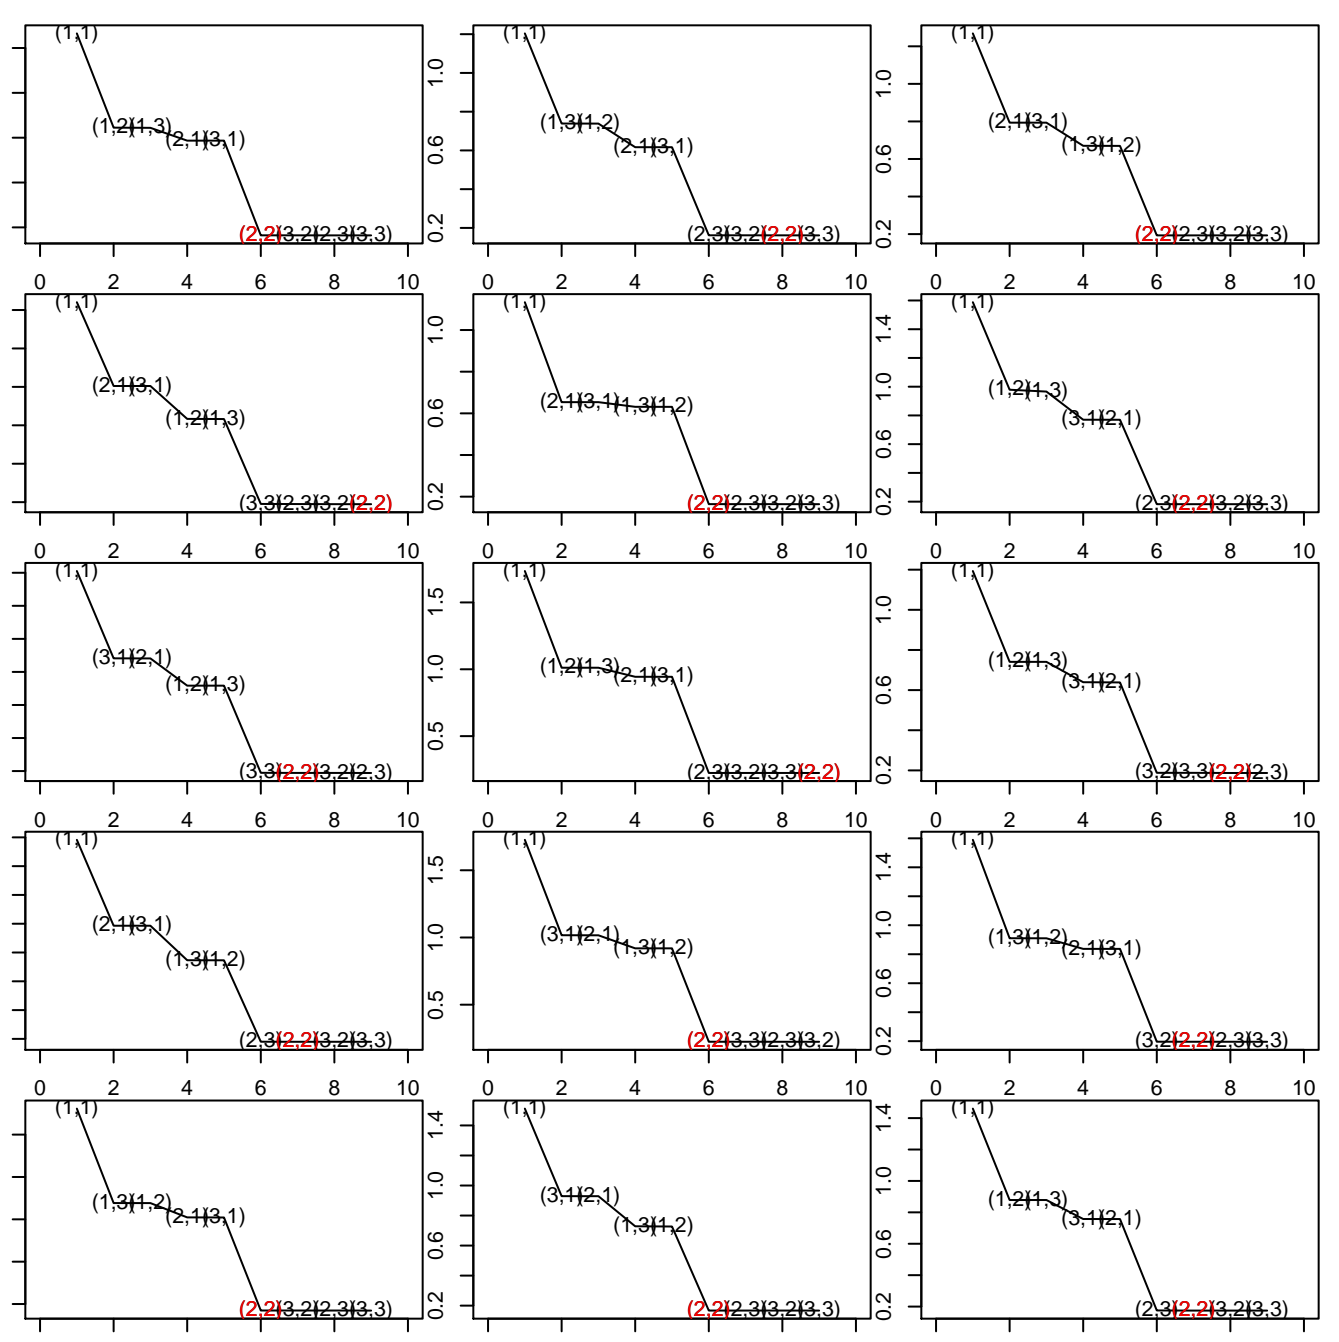 (1,1) (1,1) (1,1)
(1,2) (1,3) (2,1) (3,1) 1.0 0.6 0.2 (1,3) (1,2) (2,1) (3,1) 1.0 0.6 0.2 (2,1) (3,1) (1,3) (1,2)
(2,2) (3,2) (2,3) (3,3) (2,3) (3,2) (2,2) (3,3) (2,2) (2,3) (3,2) (3,3)
0 2 4 6 8 10 0 2 4 6 8 10 0 2 4 6 8 10
(1,1) (1,1) (1,1)
(2,1) (3,1) (1,2) (1,3) 1.0 0.6 0.2 (2,1) (3,1) (1,3) (1,2) 1.4 1.0 0.6 0.2 (1,2) (1,3) (3,1) (2,1)
(3,3) (2,3) (3,2) (2,2) (2,2) (2,3) (3,2) (3,3) (2,3) (2,2) (3,2) (3,3)
0 2 4 6 8 10 0 2 4 6 8 10 0 2 4 6 8 10
(1,1) (1,1) (1,1)
(3,1) (2,1) (1,2) (1,3) 1.5 1.0 0.5 (1,2) (1,3) (2,1) (3,1) 1.0 0.6 0.2 (1,2) (1,3) (3,1) (2,1)
(3,3) (2,2) (3,2) (2,3) (2,3) (3,2) (3,3) (2,2) (3,2) (3,3) (2,2) (2,3)
0 2 4 6 8 10 0 2 4 6 8 10 0 2 4 6 8 10
(1,1) (1,1) (1,1)
(2,1) (3,1) (1,3) (1,2) 1.5 1.0 0.5 (3,1) (2,1) (1,3) (1,2) 1.4 1.0 0.6 0.2 (1,3) (1,2) (2,1) (3,1)
(2,3) (2,2) (3,2) (3,3) (2,2) (3,3) (2,3) (3,2) (3,2) (2,2) (2,3) (3,3)
0 2 4 6 8 10 0 2 4 6 8 10 0 2 4 6 8 10
(1,1) (1,1) (1,1)
(1,3) (1,2) (2,1) (3,1) 1.4 1.0 0.6 0.2 (3,1) (2,1) (1,3) (1,2) 1.4 1.0 0.6 0.2 (1,2) (1,3) (3,1) (2,1)
(2,2) (3,2) (2,3) (3,3) (2,2) (2,3) (3,2) (3,3) (2,3) (2,2) (3,2) (3,3)